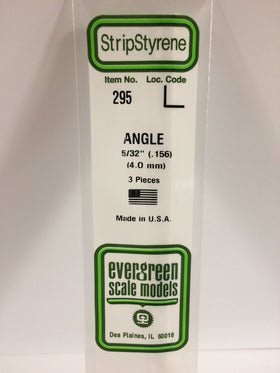 StripStyrene
Item No. Loc. Code
295
ANGLE
5/32" (.156)
(4.0 mm)
3 Pieces
Made in U.S.A.
evergreen
scale models
Des Plaines, IL 60018